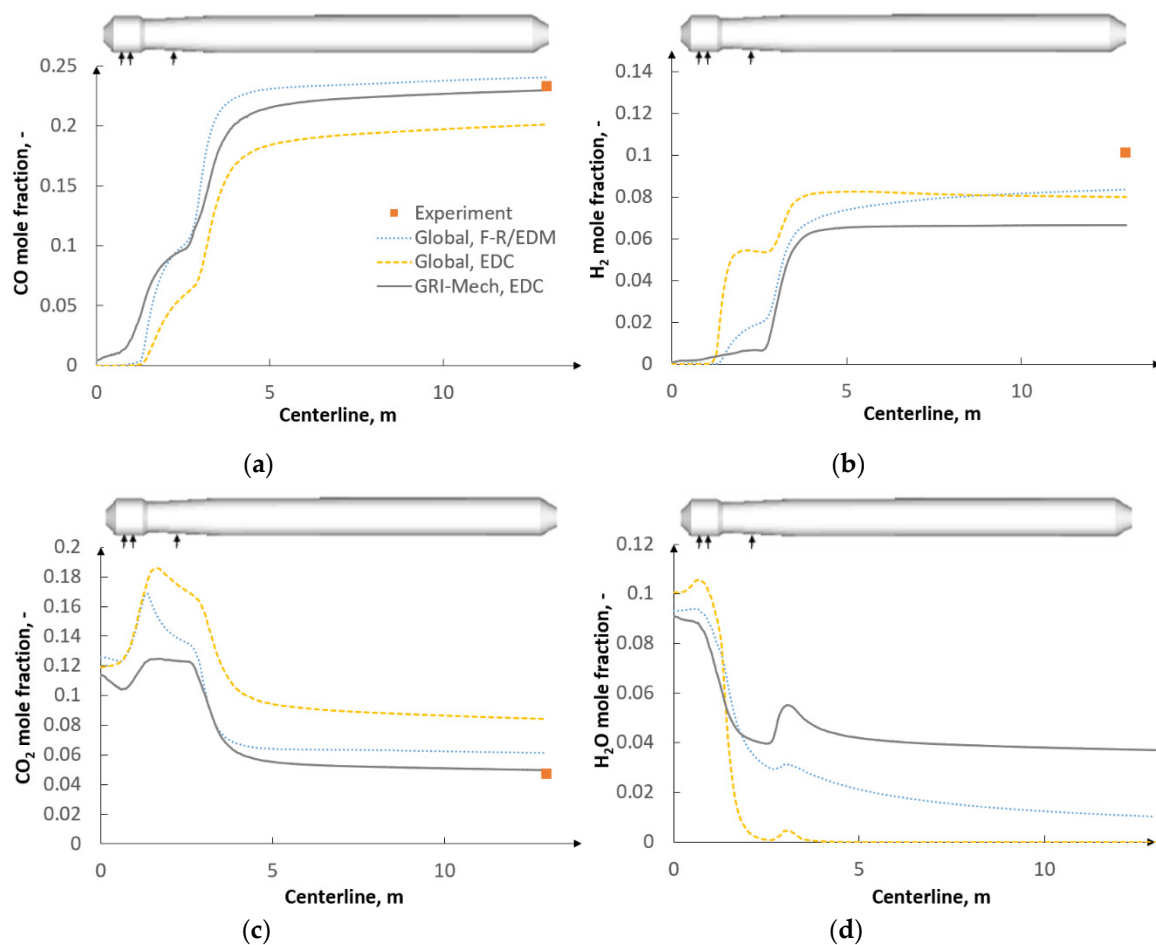 0.25
0.2
0.15
0.1
0.05
0
CO mole fraction, -
Experiment
Global, F-R/EDM
Global, EDC
GRI-Mech, EDC
0 5 10
Centerline, m
(a)
0.14
0.12
0.1
0.08
0.06
0.04
0.02
0
H2 mole fraction, -
0 5 10
Centerline, m
(b)
0.2
0.18
0.16
0.14
0.12
0.1
0.08
0.06
0.04
0.02
0
CO2 mole fraction, -
0 5 10
Centerline, m
(c)
0.12
0.1
0.08
0.06
0.04
0.02
0
H2O mole fraction, -
0 5 10
Centerline, m
(d)